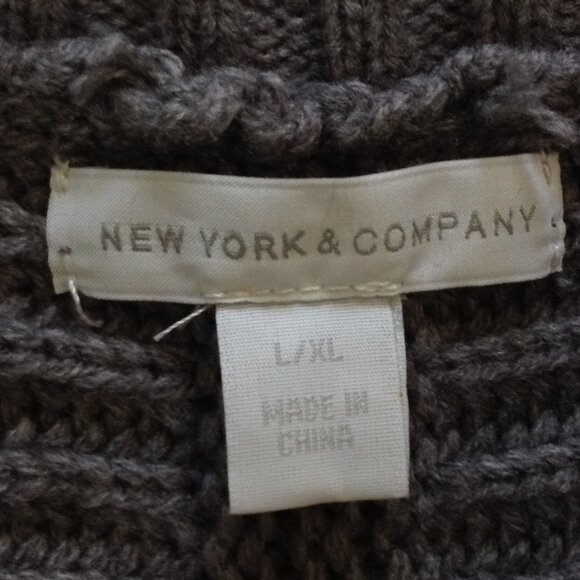 NEW YORK & COMPANY
L/XL
MADE IN
CHINA